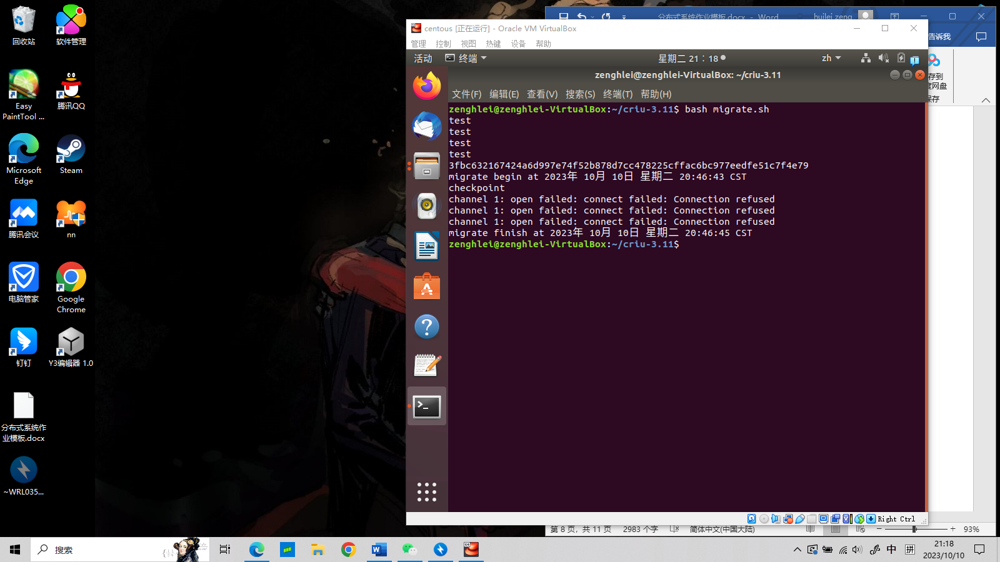 回收站
软件管理
Easy
PaintTool ...
腾讯QQ
Microsoft
Edge
Steam
腾讯会议
nn
电脑管家
Google
Chrome
钉钉
Y3编辑器 1.0
分布式系统作
业模板.docx
~WRL035...
分布式系统作业模板.docx - Word
huilei zeng
告诉我
存到
度网盘
保存
centous [正在运行] - Oracle VM VirtualBox
管理 控制 视图 热键 设备 帮助
活动 终端 星期二 21：18 zh
zenghlei@zenghlei-VirtualBox: ~/criu-3.11
文件(F) 编辑(E) 查看(V) 搜索(S) 终端(T) 帮助(H)
zenghlei@zenghlei-VirtualBox:~/criu-3.11$ bash migrate.sh
test
test
test
test
3fbc632167424a6d997e74f52b878d7cc478225cffac6bc977eedfe51c7f4e79
migrate begin at 2023年 10月 10日 星期二 20:46:43 CST
checkpoint
channel 1: open failed: connect failed: Connection refused
channel 1: open failed: connect failed: Connection refused
channel 1: open failed: connect failed: Connection refused
migrate finish at 2023年 10月 10日 星期二 20:46:45 CST
zenghlei@zenghlei-VirtualBox:~/criu-3.11$
Right Ctrl
第 8 页，共 11 页 2983 个字 简体中文(中国大陆) 93%
搜索
中 拼
21:18
2023/10/10